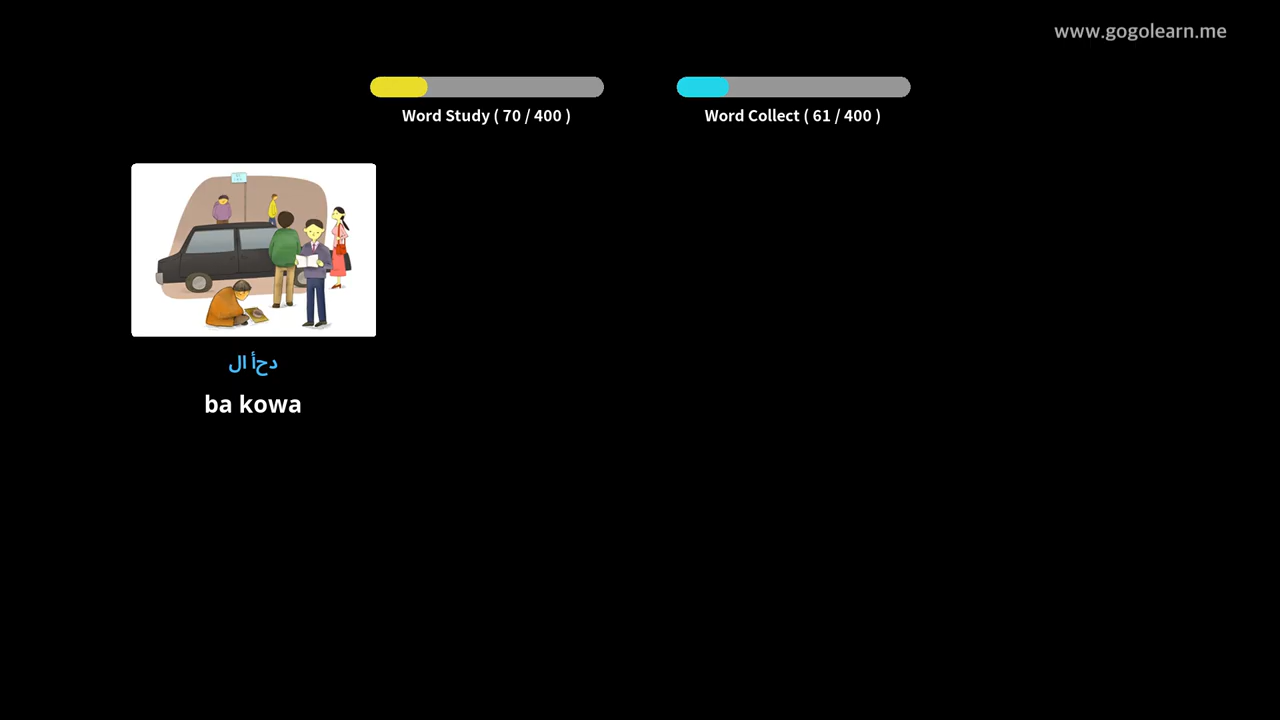 www.gogolearn.me
Word Study ( 70 / 400 )
Word Collect ( 61 / 400 )
دحأ ال
ba kowa